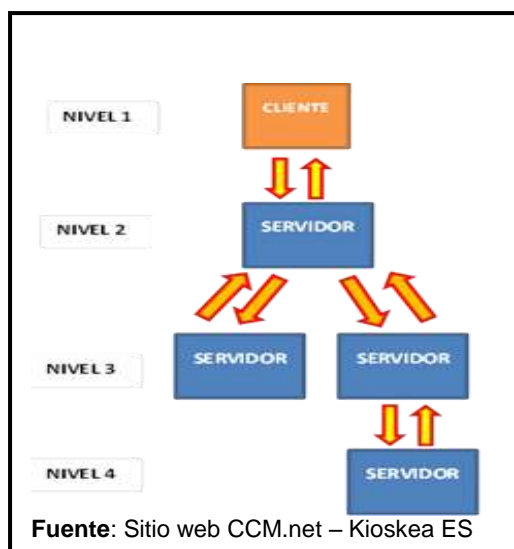 NIVEL 1
CLIENTE
NIVEL 2
SERVIDOR
NIVEL 3
SERVIDOR
SERVIDOR
NIVEL 4
SERVIDOR
Fuente: Sitio web CCM.net – Kioskea ES